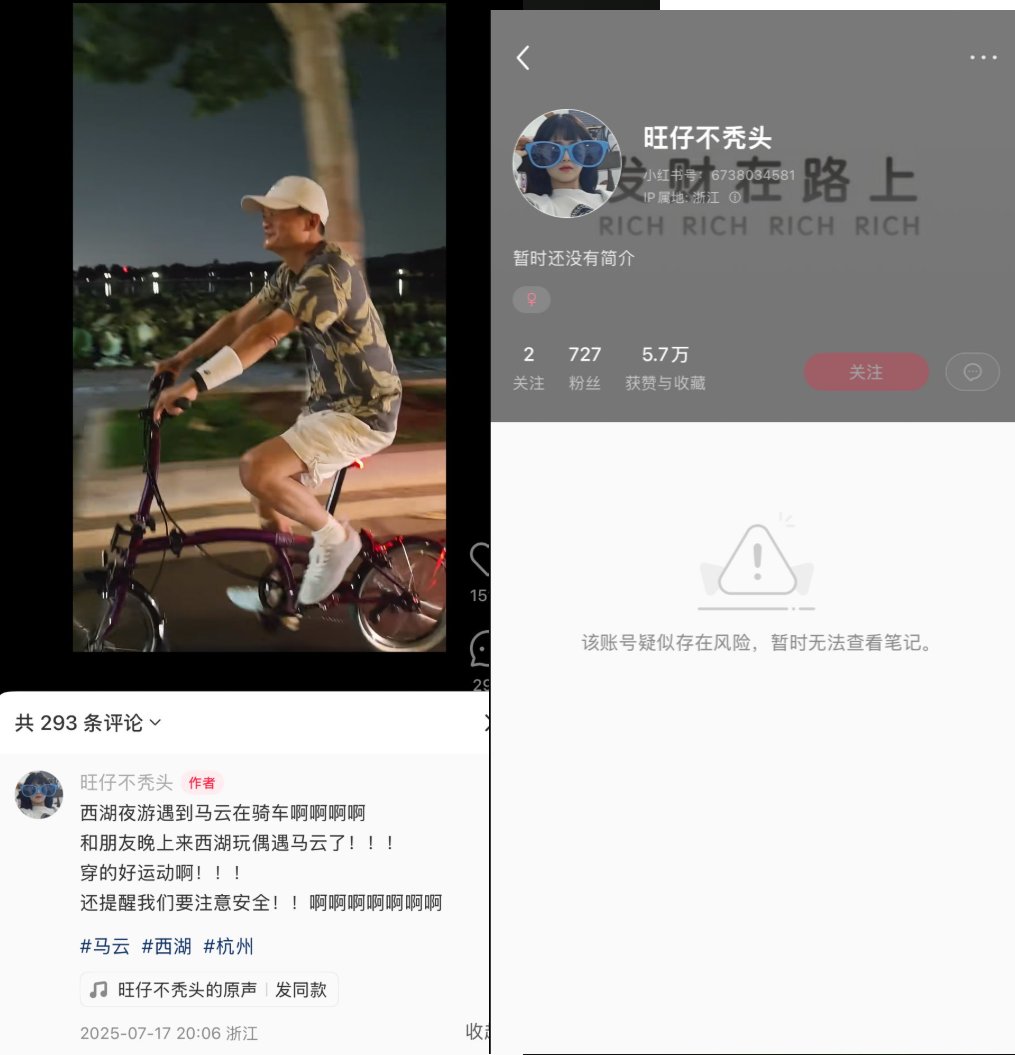 15
29
共 293 条评论
旺仔不秃头 作者
西湖夜游遇到马云在骑车啊啊啊啊
和朋友晚上来西湖玩偶遇马云了！！！
穿的好运动啊！！！
还提醒我们要注意安全！！啊啊啊啊啊啊啊
#马云 #西湖 #杭州
旺仔不秃头的原声 发同款
2025-07-17 20:06 浙江
收起
旺仔不秃头
小红书号：6738034581
IP属地: 浙江
发财在路上
RICH RICH RICH RICH
暂时还没有简介
2 727 5.7万
关注 粉丝 获赞与收藏
关注
该账号疑似存在风险，暂时无法查看笔记。